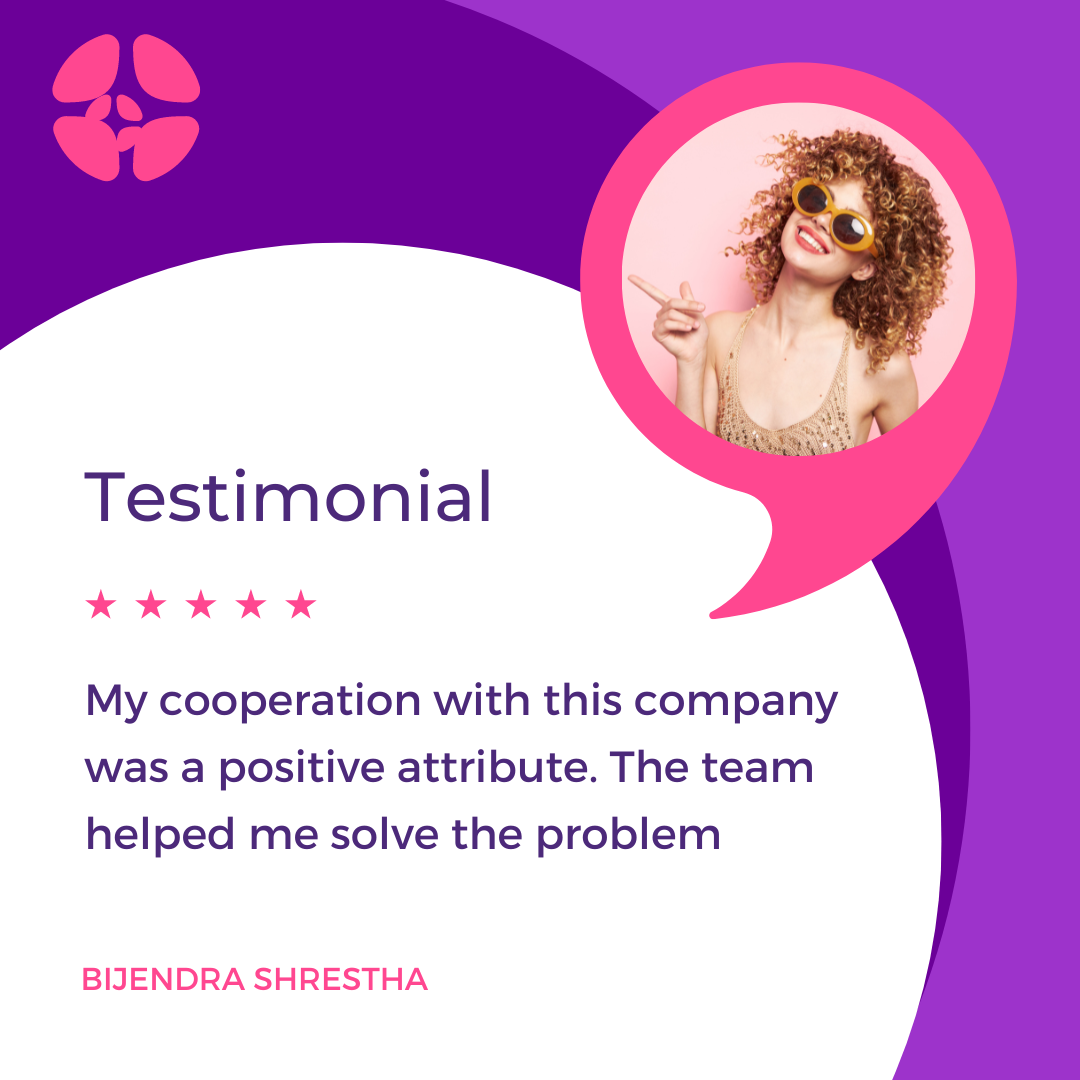 Testimonial
★ ★ ★ ★ ★
My cooperation with this company
was a positive attribute. The team
helped me solve the problem
BIJENDRA SHRESTHA